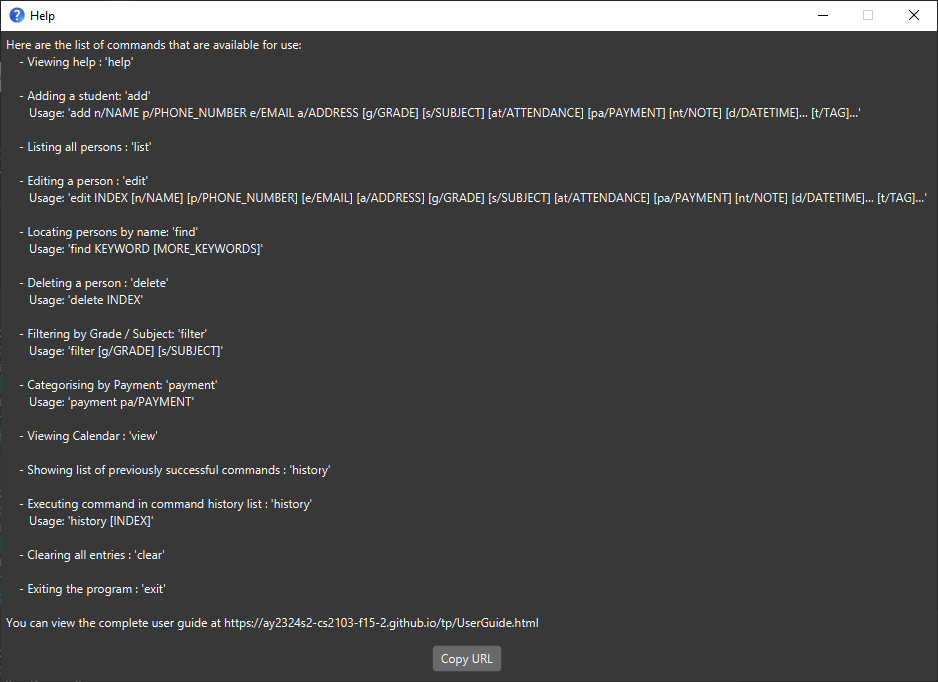 Help
Here are the list of commands that are available for use:
- Viewing help : 'help'
- Adding a student: 'add'
Usage: 'add n/NAME p/PHONE_NUMBER e/EMAIL a/ADDRESS [g/GRADE] [s/SUBJECT] [at/ATTENDANCE] [pa/PAYMENT] [nt/NOTE] [d/DATETIME]... [t/TAG]...'
- Listing all persons : 'list'
- Editing a person : 'edit'
Usage: 'edit INDEX [n/NAME] [p/PHONE_NUMBER] [e/EMAIL] [a/ADDRESS] [g/GRADE] [s/SUBJECT] [at/ATTENDANCE] [pa/PAYMENT] [nt/NOTE] [d/DATETIME]... [t/TAG]...'
- Locating persons by name: 'find'
Usage: 'find KEYWORD [MORE_KEYWORDS]'
- Deleting a person : 'delete'
Usage: 'delete INDEX'
- Filtering by Grade / Subject: 'filter'
Usage: 'filter [g/GRADE] [s/SUBJECT]'
- Categorising by Payment: 'payment'
Usage: 'payment pa/PAYMENT'
- Viewing Calendar : 'view'
- Showing list of previously successful commands : 'history'
- Executing command in command history list : 'history'
Usage: 'history [INDEX]'
- Clearing all entries : 'clear'
- Exiting the program : 'exit'
You can view the complete user guide at https://ay2324s2-cs2103-f15-2.github.io/tp/UserGuide.html
Copy URL